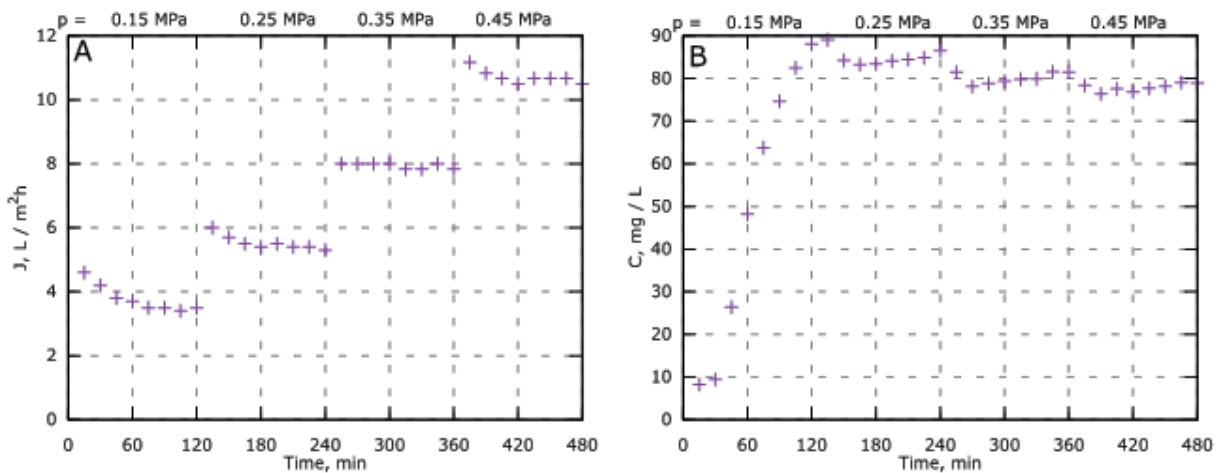 p = 0.15 MPa 0.25 MPa 0.35 MPa 0.45 MPa
A
12
10
8
6
4
2
0
J, L / m²h
0 60 120 180 240 300 360 420 480
Time, min
p = 0.15 MPa 0.25 MPa 0.35 MPa 0.45 MPa
B
90
80
70
60
50
40
30
20
10
0
C, mg / L
0 60 120 180 240 300 360 420 480
Time, min